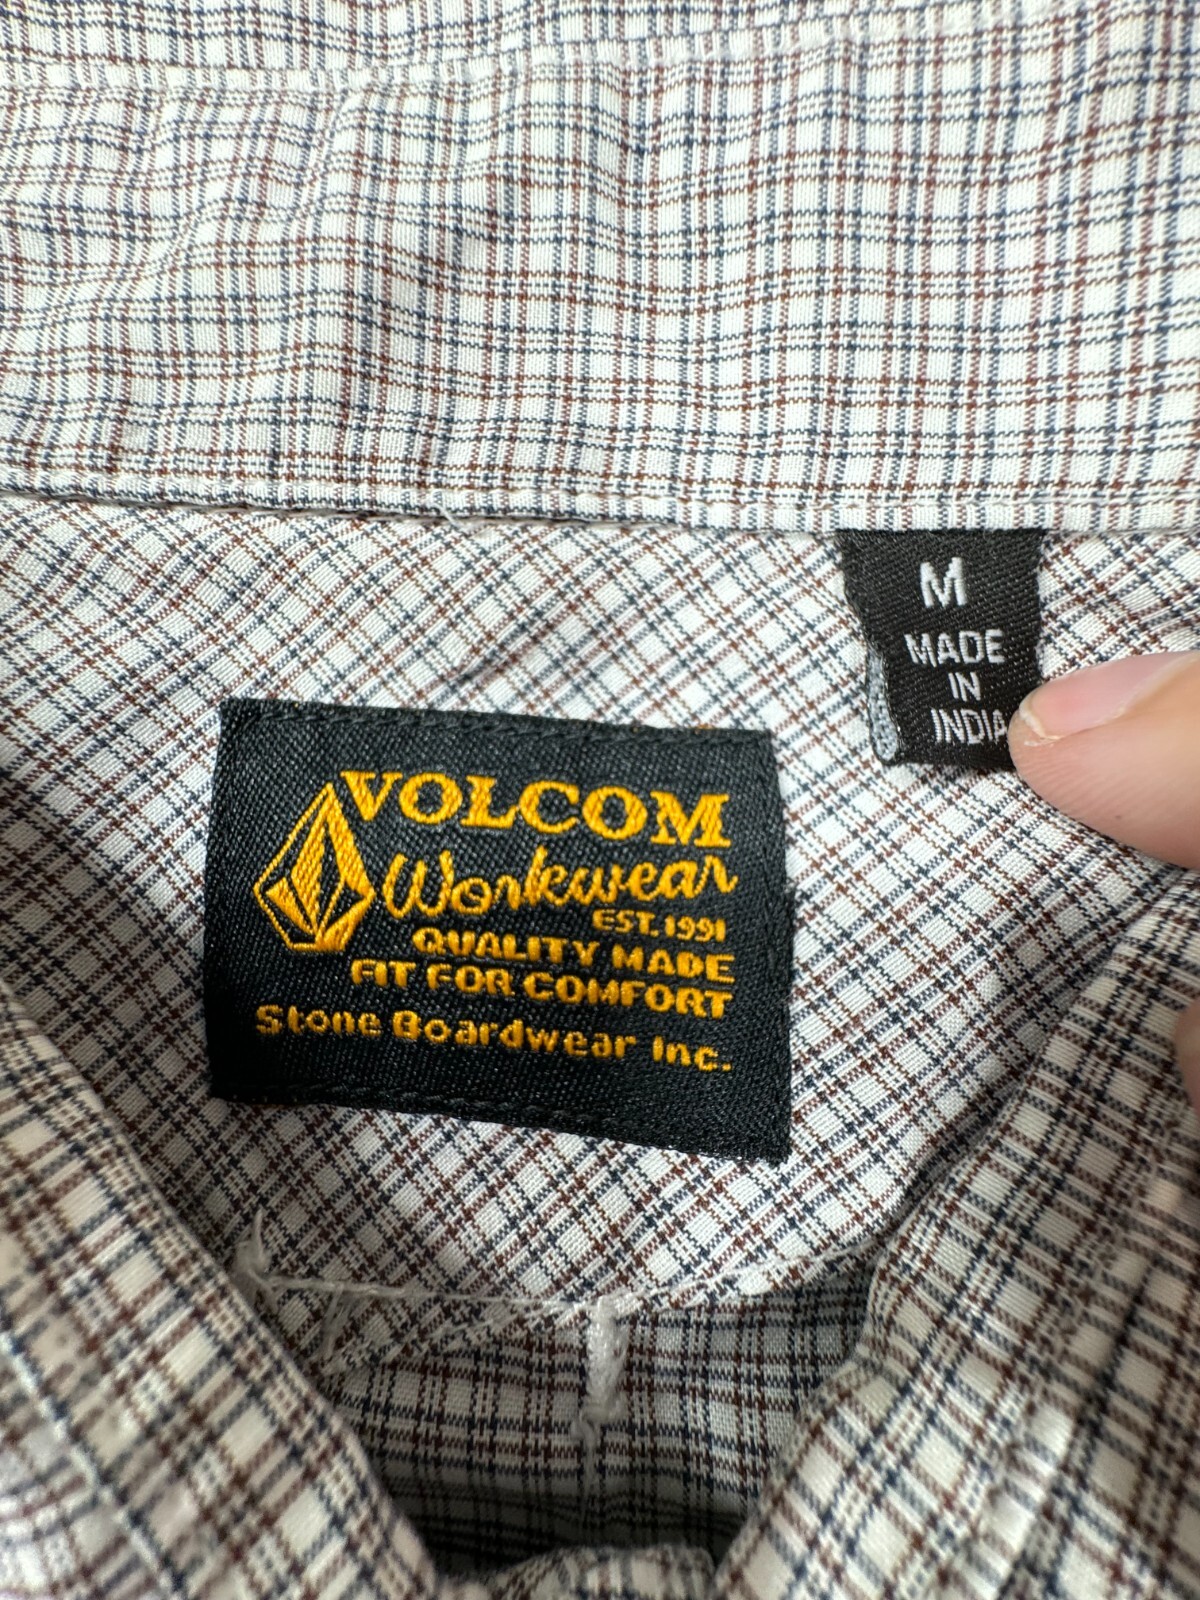 M
MADE
IN
INDIA
VOLCOM
Workwear
EST. 1991
QUALITY MADE
FIT FOR COMFORT
Stone Boardwear Inc.